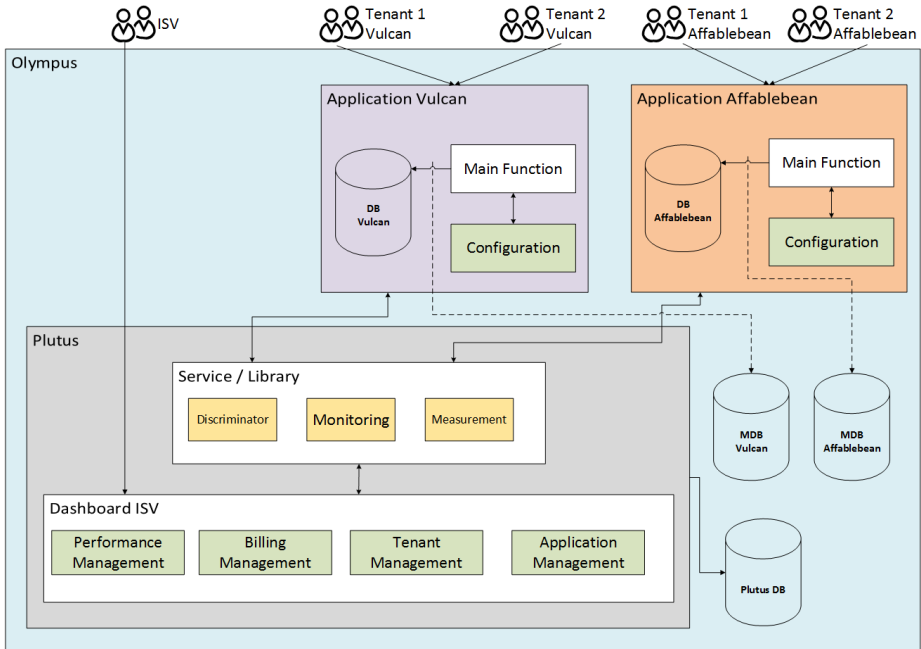 ISV
Tenant 1
Vulcan
Tenant 2
Vulcan
Tenant 1
Affablebean
Tenant 2
Affablebean
Olympus
Application Vulcan
Main Function
DB
Vulcan
Configuration
Application Affablebean
Main Function
DB
Affablebean
Configuration
Plutus
Service / Library
Discriminator
Monitoring
Measurement
MDB
Vulcan
MDB
Affablebean
Dashboard ISV
Performance
Management
Billing
Management
Tenant
Management
Application
Management
Plutus DB